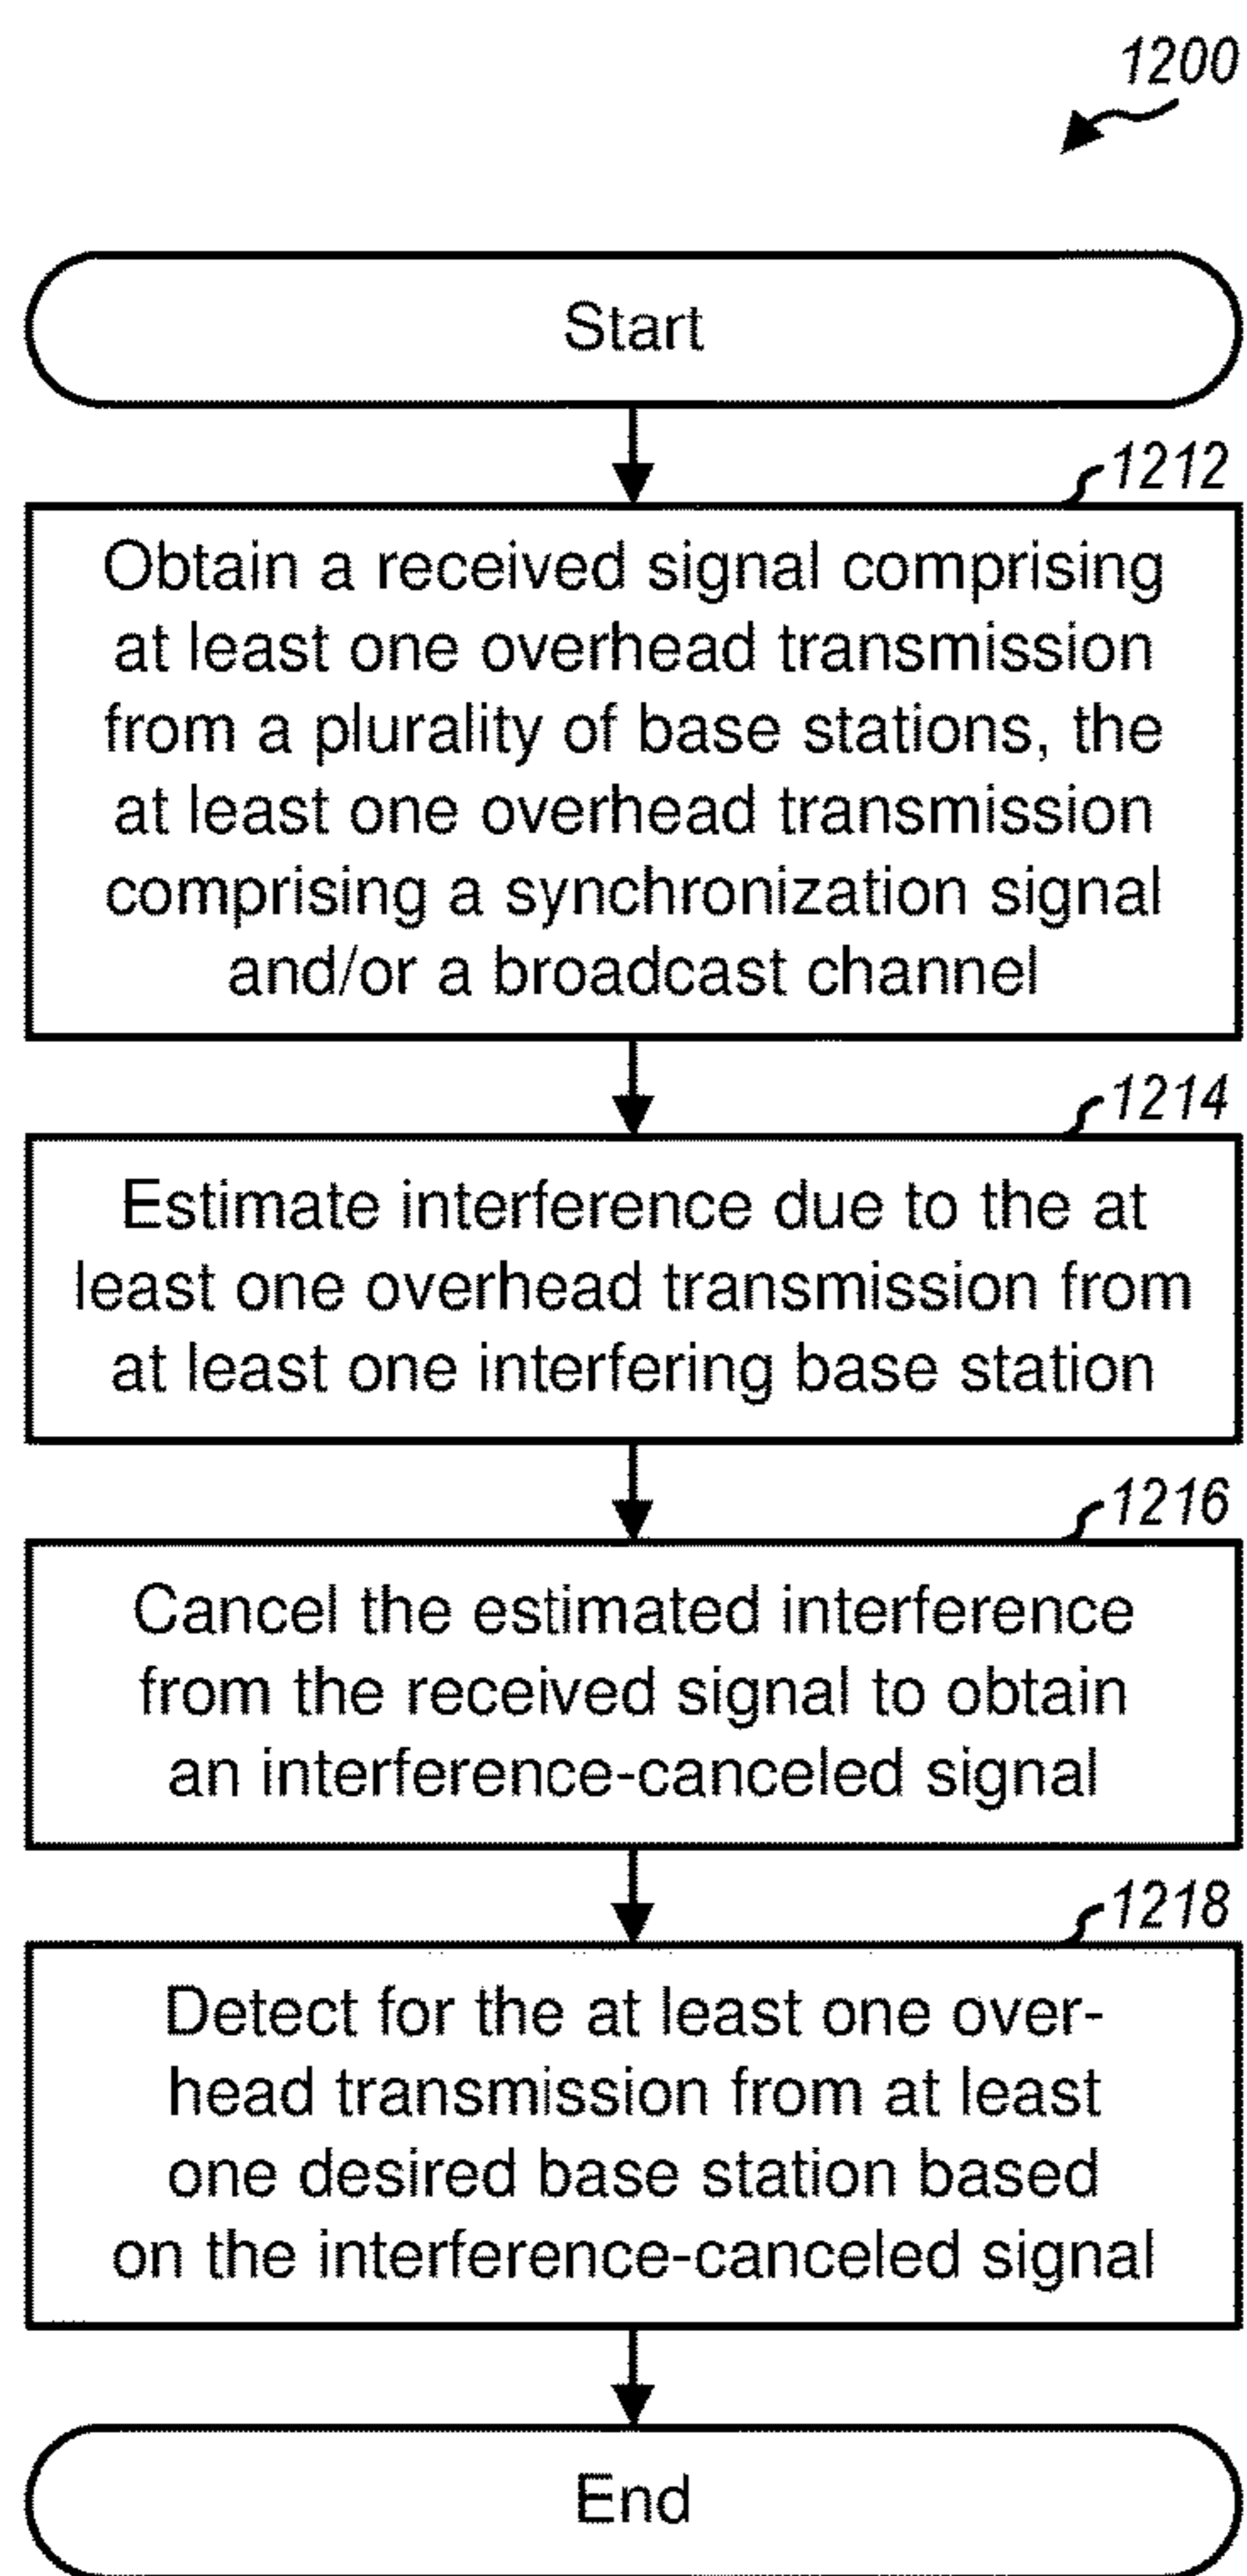 1200
Start
1212
Obtain a received signal comprising
at least one overhead transmission
from a plurality of base stations, the
at least one overhead transmission
comprising a synchronization signal
and/or a broadcast channel
1214
Estimate interference due to the at
least one overhead transmission from
at least one interfering base station
1216
Cancel the estimated interference
from the received signal to obtain
an interference-canceled signal
1218
Detect for the at least one over-
head transmission from at least
one desired base station based
on the interference-canceled signal
End